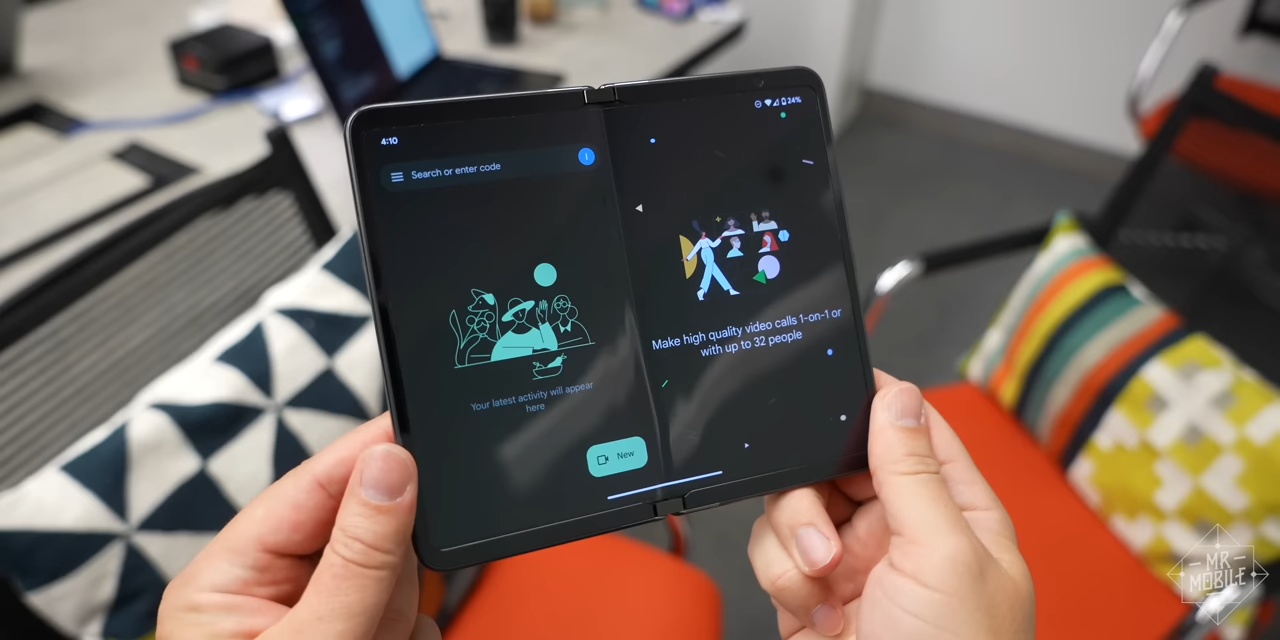 4:10
24%
Search or enter code
Make high quality video calls 1-on-1 or
with up to 32 people
Your latest activity will appear
here
New
MR
MOBILE